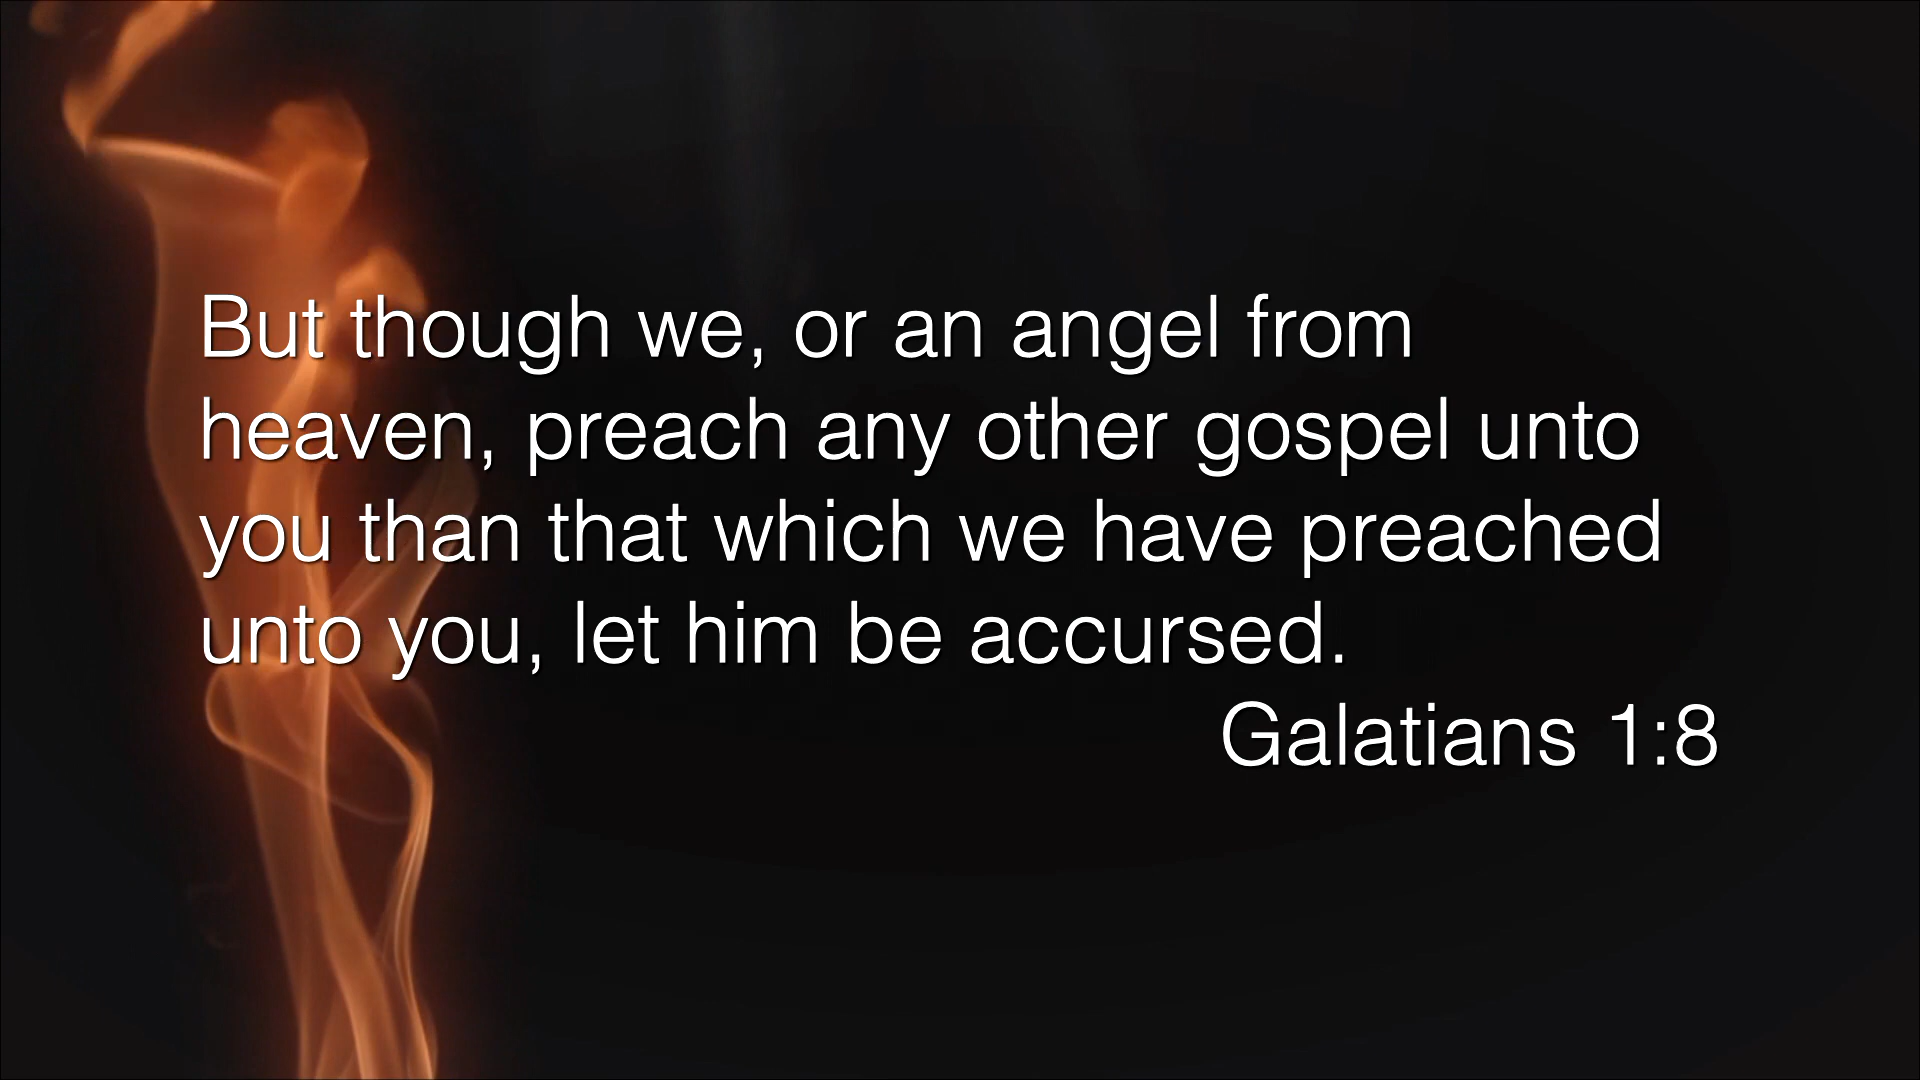 But though we, or an angel from
heaven, preach any other gospel unto
you than that which we have preached
unto you, let him be accursed.
Galatians 1:8